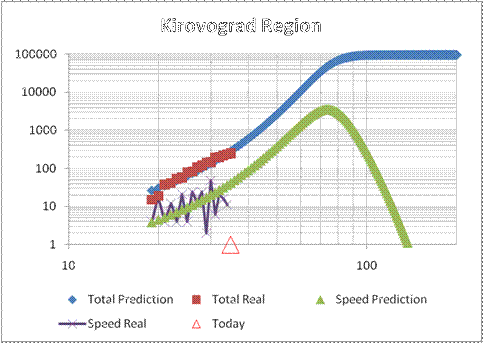 Kirovograd Region
100000
10000
1000
100
10
1
10 100
Total Prediction Total Real Speed Prediction
Speed Real Today